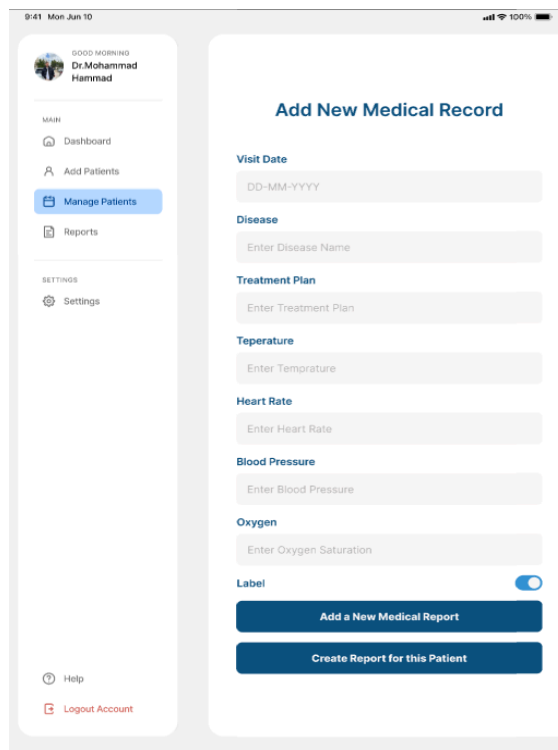 9:41 Mon Jun 10
100%
GOOD MORNING
Dr.Mohammad
Hammad
MAIN
Dashboard
Add Patients
Manage Patients
Reports
SETTINGS
Settings
Help
Logout Account
Add New Medical Record
Visit Date
DD-MM-YYYY
Disease
Enter Disease Name
Treatment Plan
Enter Treatment Plan
Teperature
Enter Temprature
Heart Rate
Enter Heart Rate
Blood Pressure
Enter Blood Pressure
Oxygen
Enter Oxygen Saturation
Label
Add a New Medical Report
Create Report for this Patient